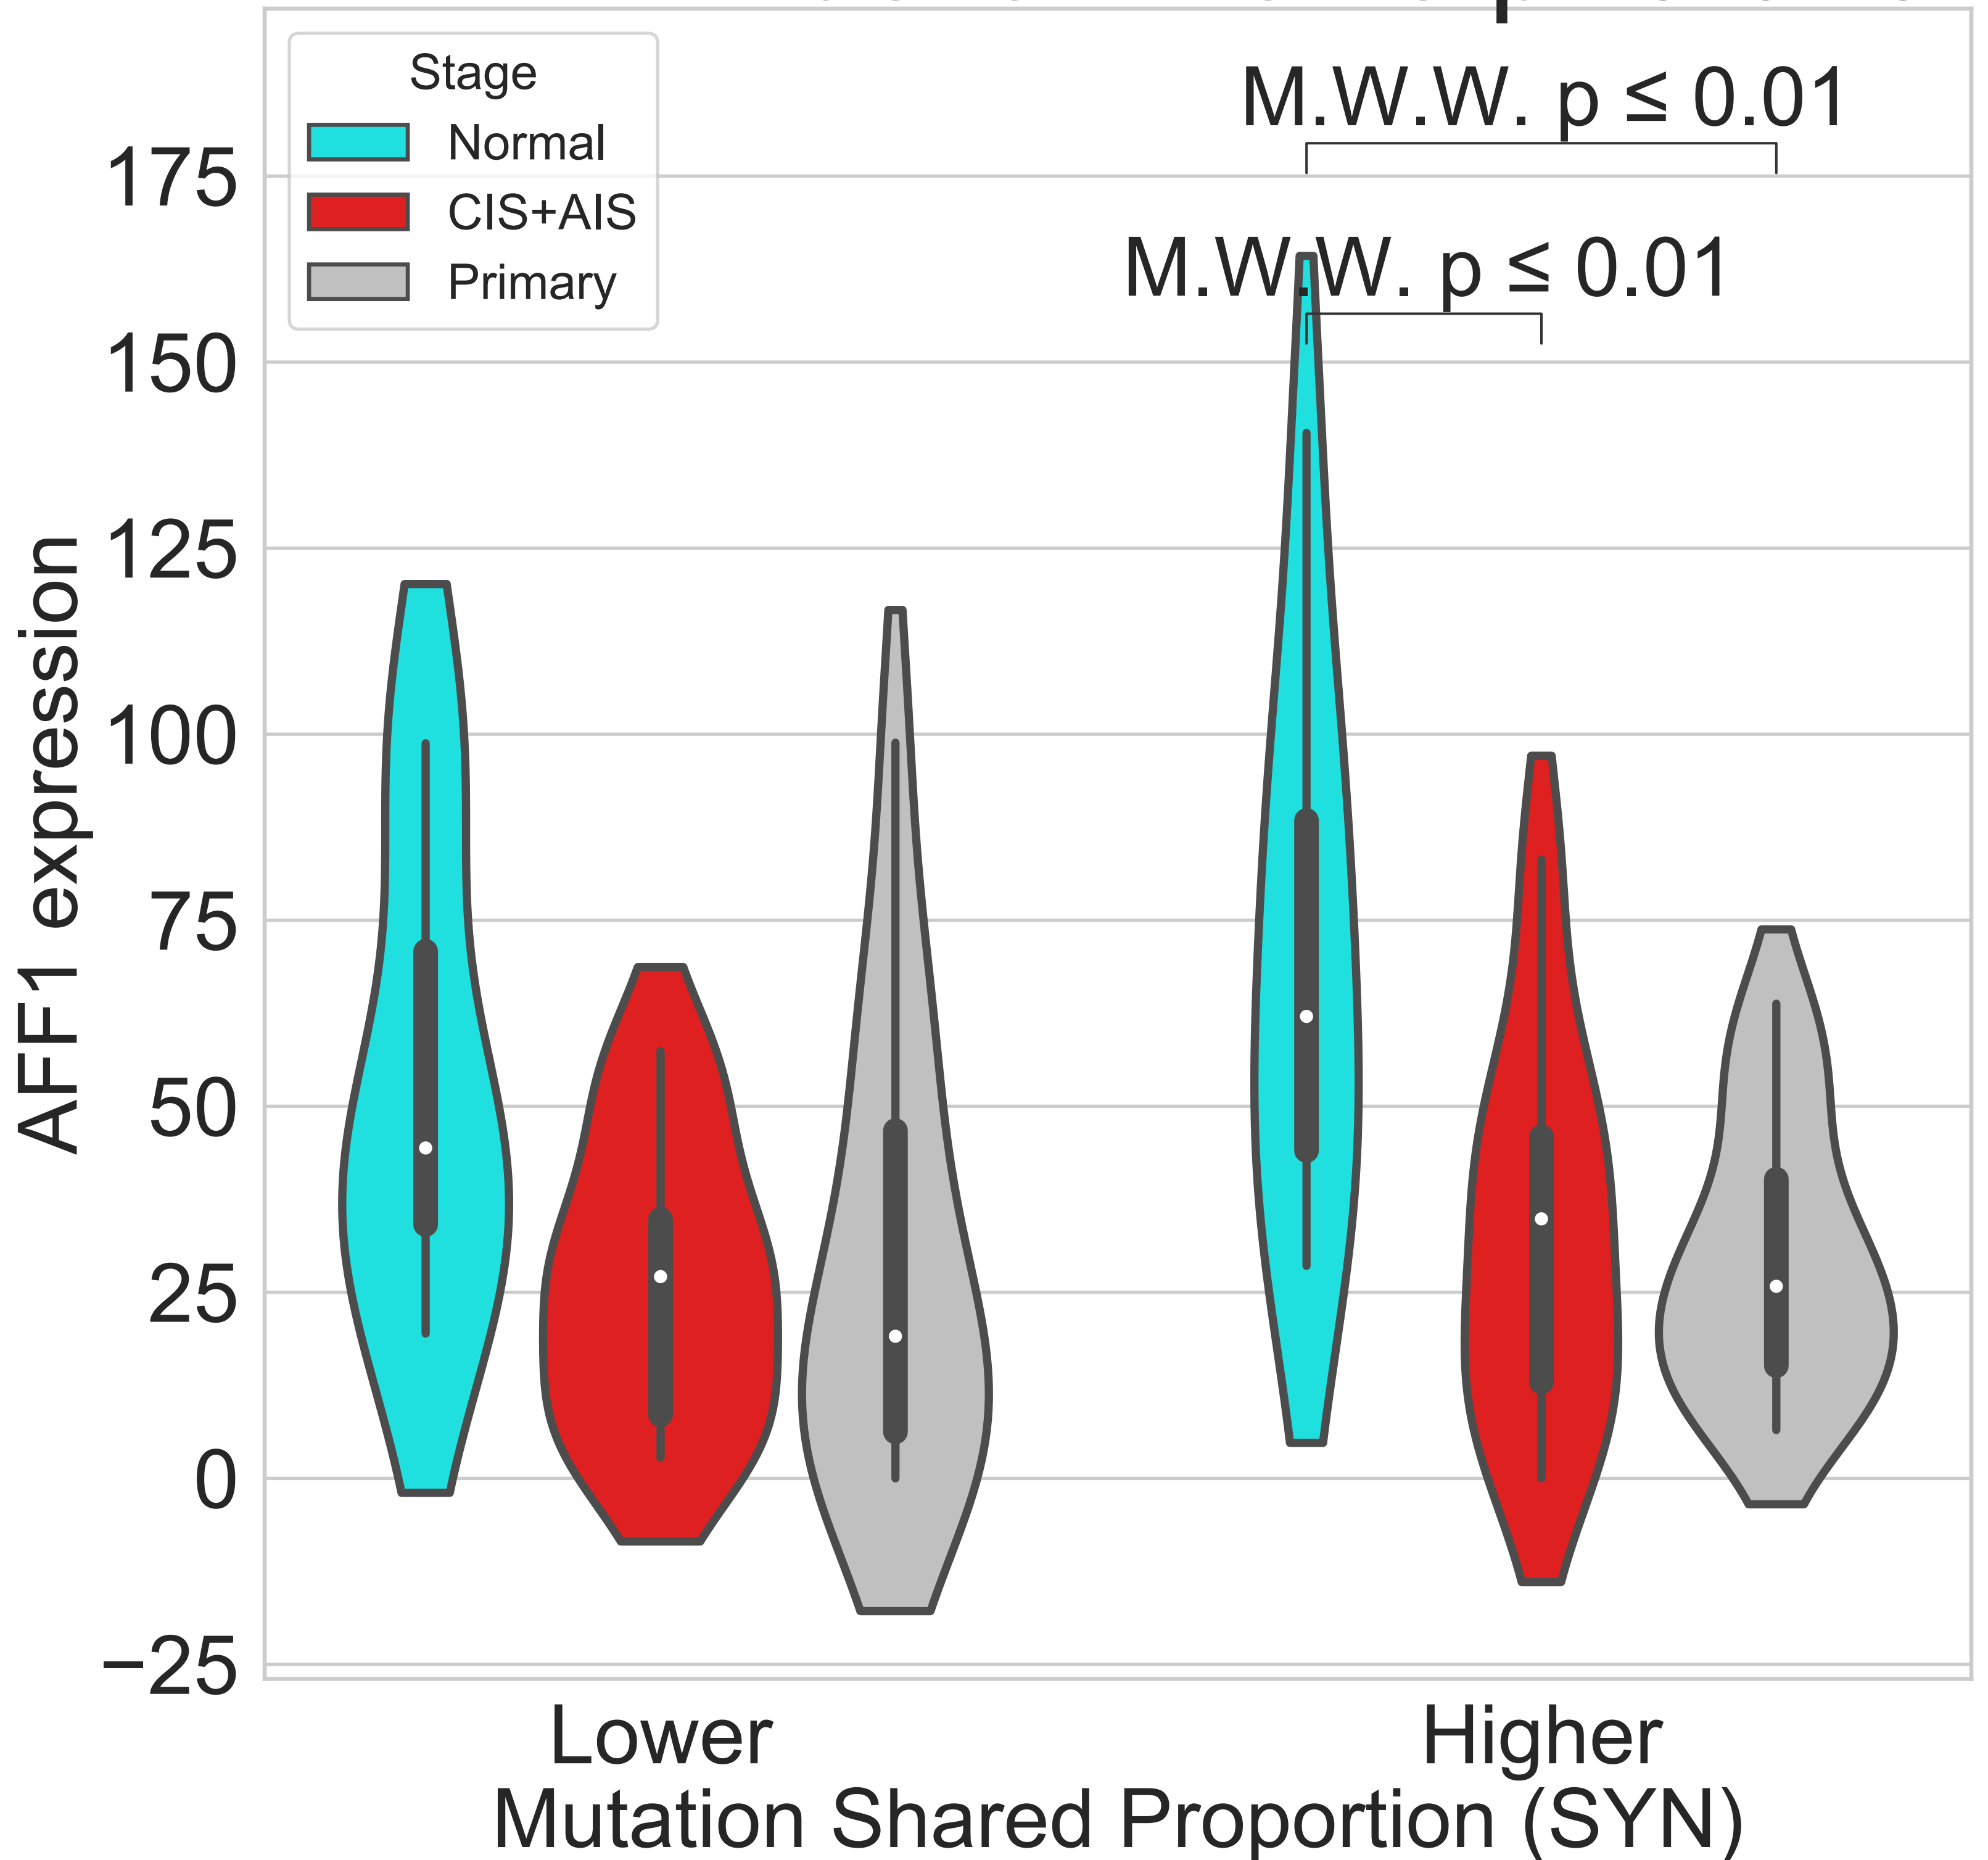 M.W.W. p ≤ 0.01
M.W.W. p ≤ 0.01
Stage
Normal
CIS+AIS
Primary
175
150
125
100
75
50
25
0
−25
AFF1 expression
Lower
Higher
Mutation Shared Proportion (SYN)